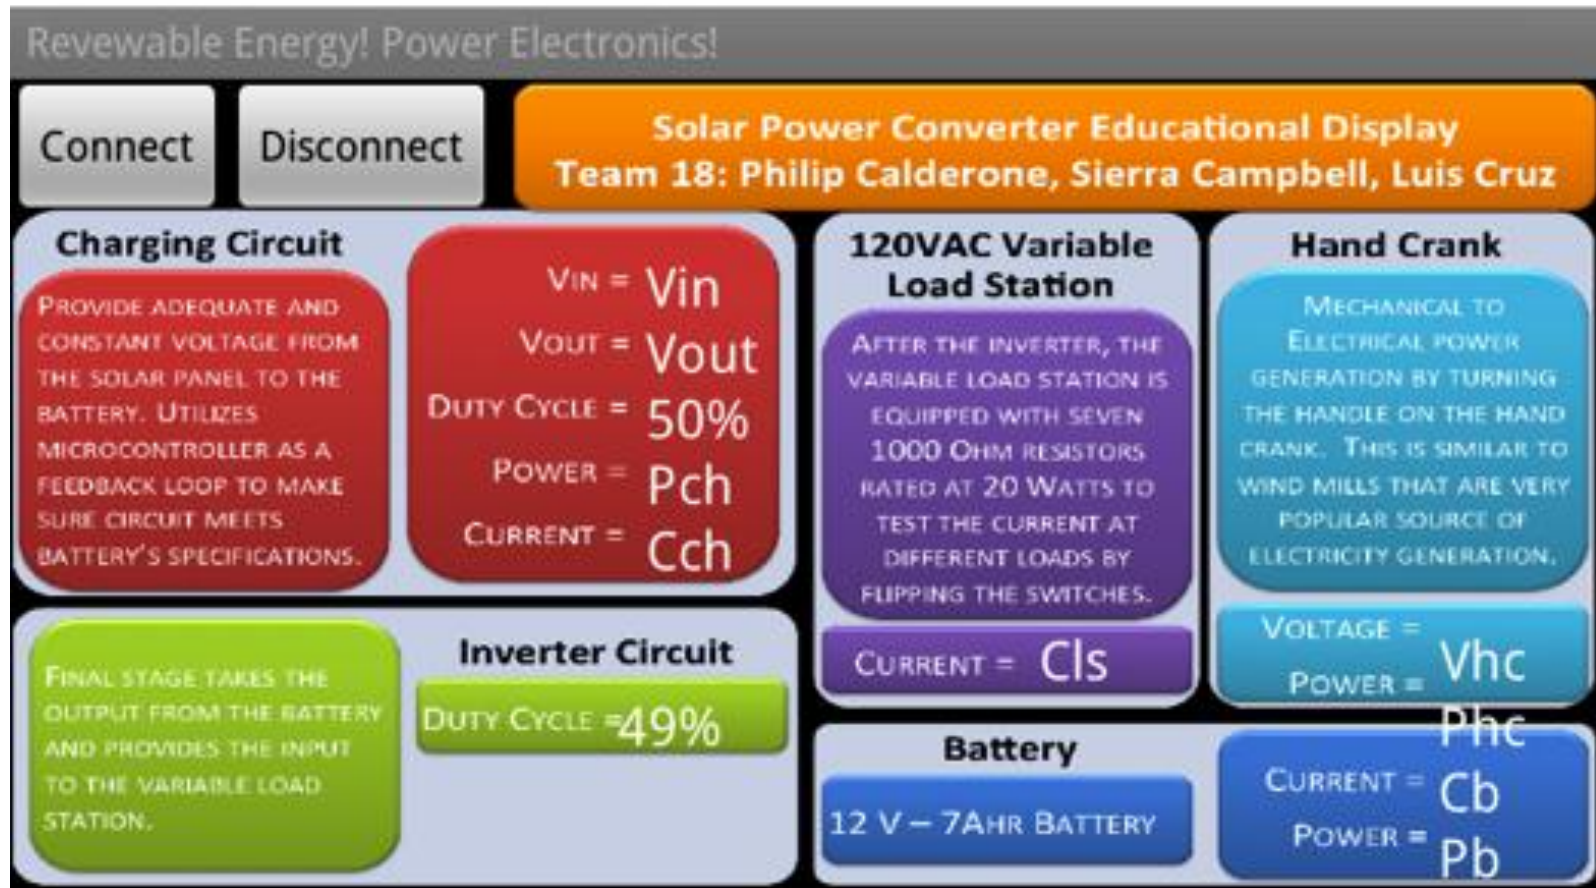 Revewable Energy! Power Electronics!
Connect
Disconnect
Solar Power Converter Educational Display
Team 18: Philip Calderone, Sierra Campbell, Luis Cruz
Charging Circuit
PROVIDE ADEQUATE AND
CONSTANT VOLTAGE FROM
THE SOLAR PANEL TO THE
BATTERY. UTILIZES
MICROCONTROLLER AS A
FEEDBACK LOOP TO MAKE
SURE CIRCUIT MEETS
BATTERY'S SPECIFICATIONS.
VIN = Vin
VOUT = Vout
DUTY CYCLE = 50%
POWER = Pch
CURRENT = Cch
120VAC Variable
Load Station
AFTER THE INVERTER, THE
VARIABLE LOAD STATION IS
EQUIPPED WITH SEVEN
1000 OHM RESISTORS
RATED AT 20 WATTS TO
TEST THE CURRENT AT
DIFFERENT LOADS BY
FLIPPING THE SWITCHES.
CURRENT = Cls
Hand Crank
MECHANICAL TO
ELECTRICAL POWER
GENERATION BY TURNING
THE HANDLE ON THE HAND
CRANK. THIS IS SIMILAR TO
WIND MILLS THAT ARE VERY
POPULAR SOURCE OF
ELECTRICITY GENERATION.
VOLTAGE = Vhc
POWER = Phc
FINAL STAGE TAKES THE
OUTPUT FROM THE BATTERY
AND PROVIDES THE INPUT
TO THE VARIABLE LOAD
STATION.
Inverter Circuit
DUTY CYCLE =49%
Battery
12 V – 7AHR BATTERY
CURRENT = Cb
POWER = Pb